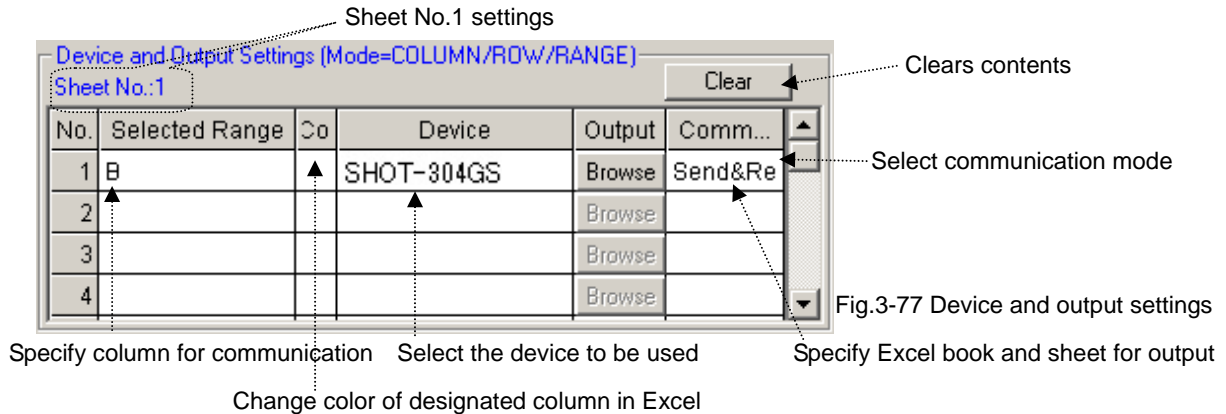 Sheet No.1 settings
Device and Output Settings (Mode=COLUMN/ROW/RANGE)
Sheet No.:1
Clear
Clears contents
No. Selected Range Co Device Output Comm...
1 B SHOT-304GS Browse Send&Re
Select communication mode
2 Browse
3 Browse
4 Browse
Fig.3-77 Device and output settings
Specify column for communication Select the device to be used Specify Excel book and sheet for output
Change color of designated column in Excel